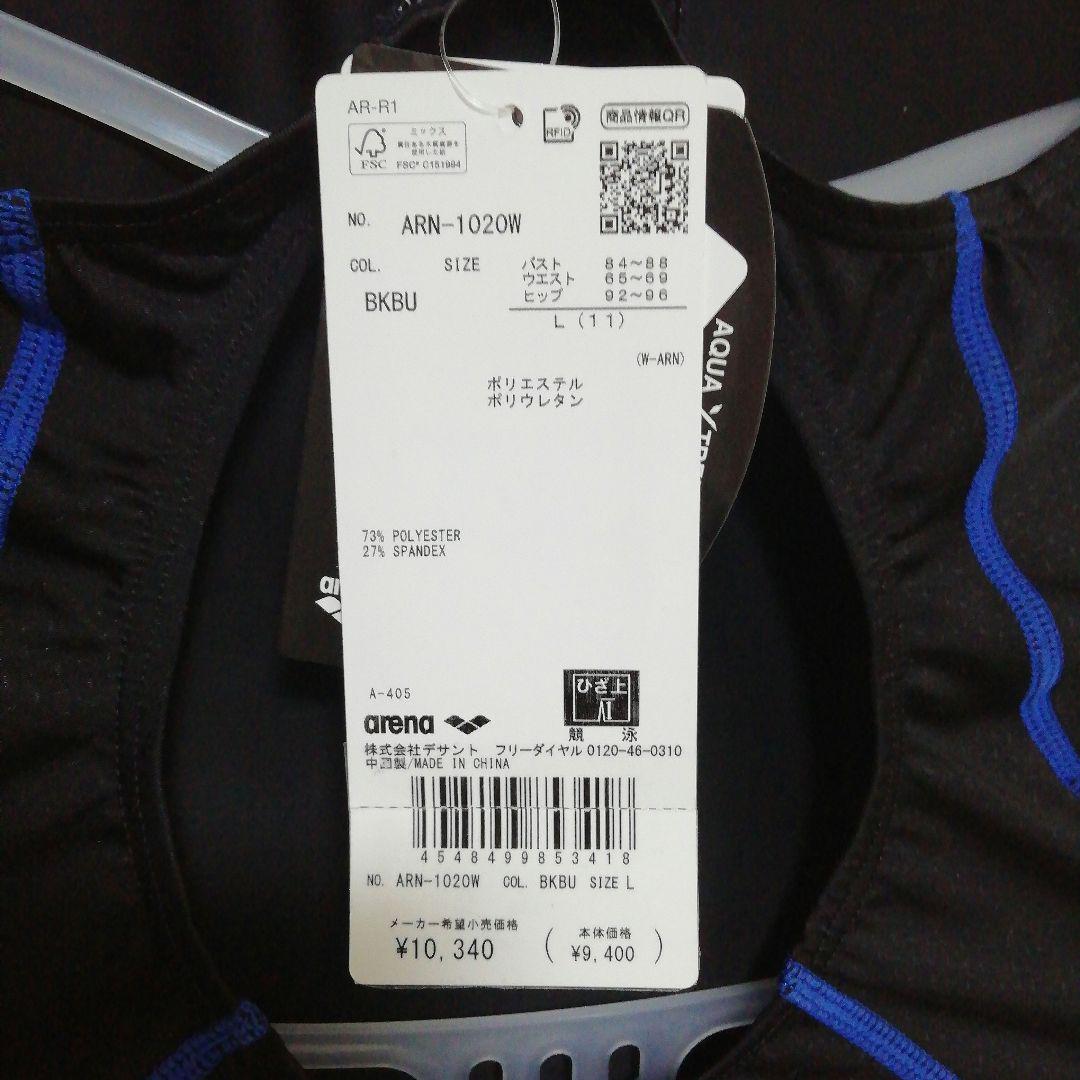 AR-R1
RFID
商品情報QR
FSC
ミックス
FSC® C151994
NO. ARN-1020W
COL. SIZE
BKBU
バスト 84~88
ウエスト 65~69
ヒップ 92~96
L (11)
(W-ARN)
ポリエステル
ポリウレタン
AQUA
73% POLYESTER
27% SPANDEX
A-405
arena
ひざ上
競泳
株式会社デサント フリーダイヤル 0120-46-0310
中国製/MADE IN CHINA
4548499853418
NO. ARN-1020W COL. BKBU SIZE L
メーカー希望小売価格
¥10,340
(本体価格
¥9,400)